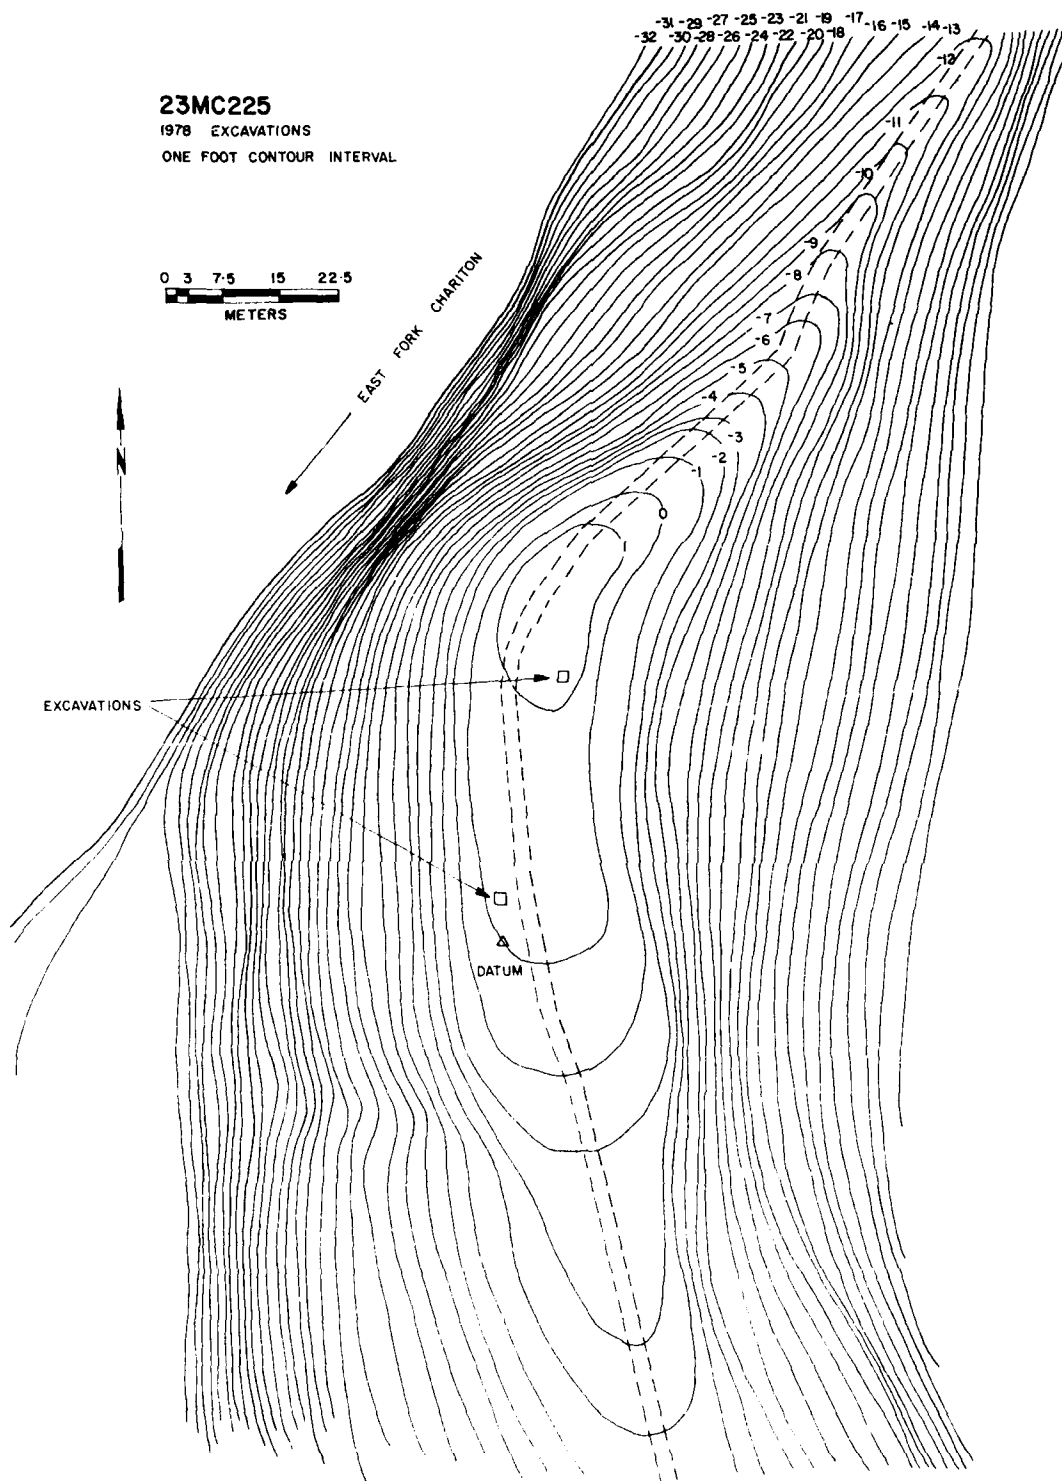 -31 -29 -27 -25 -23 -21 -19 -17
-32 -30 -28 -26 -24 -22 -20 -18 -16 -15 -14 -13
-12
23MC225
1978 EXCAVATIONS
ONE FOOT CONTOUR INTERVAL
-11
-10
-9
-8
0 3 7·5 15 22·5
METERS
EAST FORK CHARITON
-7
-6
-5
-4
-3
-2
-1
N
0
EXCAVATIONS
DATUM